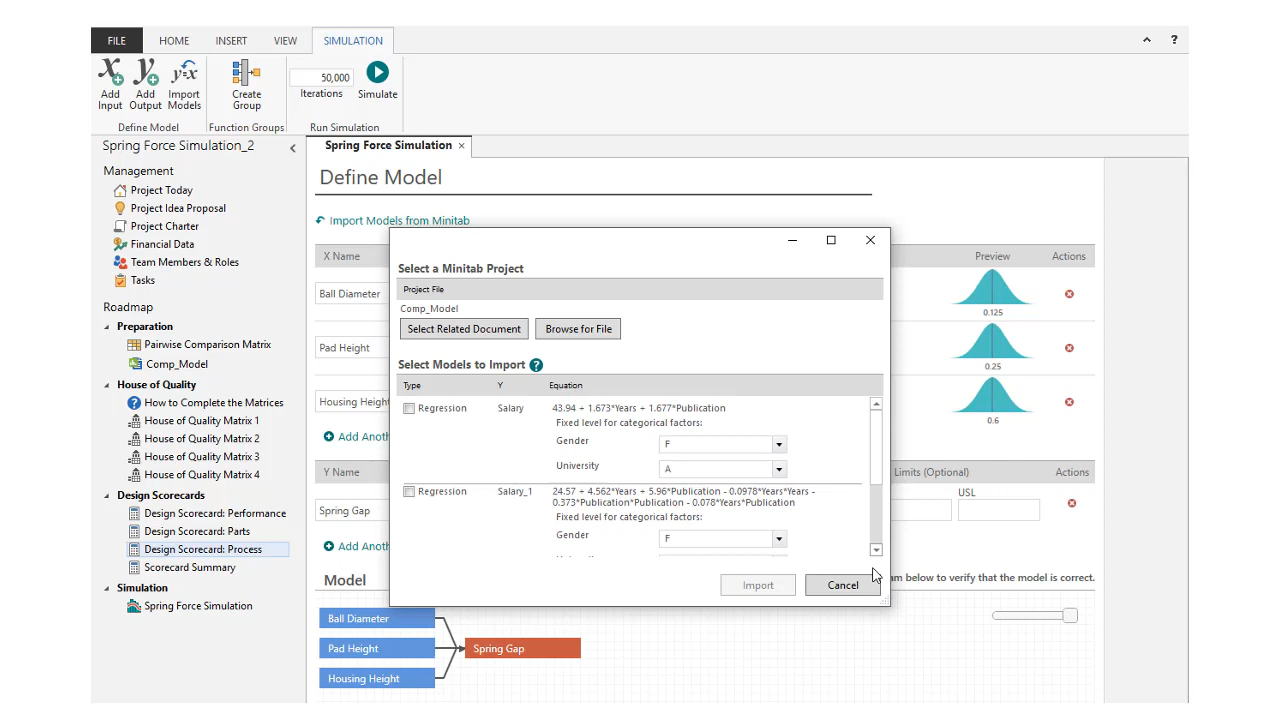 FILE HOME INSERT VIEW SIMULATION ?
Add Input
Add Output
y=x
Import Models
Create Group
50,000
Iterations
Simulate
Define Model
Function Groups
Run Simulation
Spring Force Simulation_2
Management
Project Today
Project Idea Proposal
Project Charter
Financial Data
Team Members & Roles
Tasks
Roadmap
Preparation
Pairwise Comparison Matrix
Comp_Model
House of Quality
How to Complete the Matrices
House of Quality Matrix 1
House of Quality Matrix 2
House of Quality Matrix 3
House of Quality Matrix 4
Design Scorecards
Design Scorecard: Performance
Design Scorecard: Parts
Design Scorecard: Process
Scorecard Summary
Simulation
Spring Force Simulation
Spring Force Simulation ×
Define Model
Import Models from Minitab
X Name Preview Actions
Ball Diameter
0.125
Pad Height
0.25
Housing Height
0.6
Add Anoth
Y Name Limits (Optional) Actions
USL
Spring Gap
Add Anoth
Model am below to verify that the model is correct.
Ball Diameter
Pad Height
Housing Height
Spring Gap
Select a Minitab Project
Project File
Comp_Model
Select Related Document Browse for File
Select Models to Import ?
Type Y Equation
Regression Salary 43.94 + 1.673*Years + 1.677*Publication
Fixed level for categorical factors:
Gender F
University A
Regression Salary_1 24.57 + 4.562*Years + 5.96*Publication - 0.0978*Years*Years -
0.373*Publication*Publication - 0.078*Years*Publication
Fixed level for categorical factors:
Gender F
Import Cancel